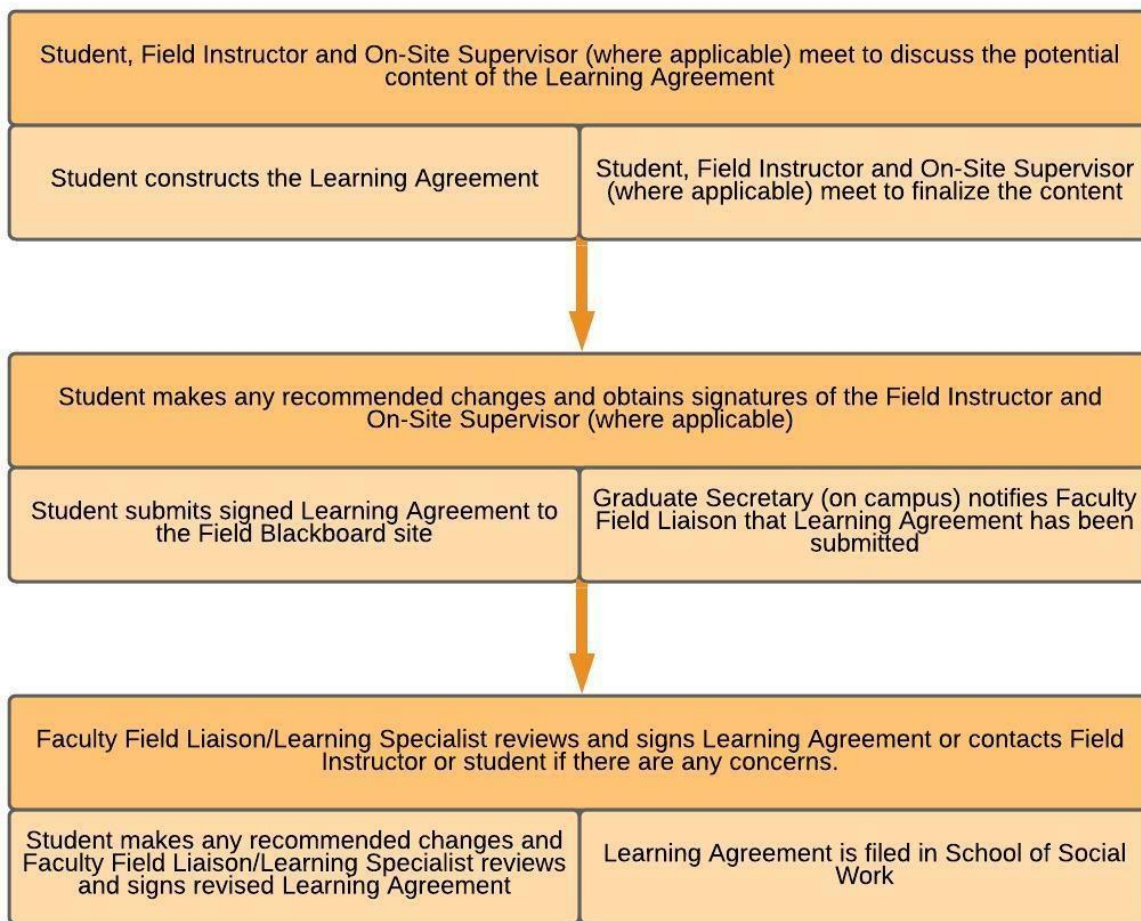 Student, Field Instructor and On-Site Supervisor (where applicable) meet to discuss the potential
content of the Learning Agreement
Student constructs the Learning Agreement
Student, Field Instructor and On-Site Supervisor
(where applicable) meet to finalize the content
Student makes any recommended changes and obtains signatures of the Field Instructor and
On-Site Supervisor (where applicable)
Student submits signed Learning Agreement to
the Field Blackboard site
Graduate Secretary (on campus) notifies Faculty
Field Liaison that Learning Agreement has been
submitted
Faculty Field Liaison/Learning Specialist reviews and signs Learning Agreement or contacts Field
Instructor or student if there are any concerns.
Student makes any recommended changes and
Faculty Field Liaison/Learning Specialist reviews
and signs revised Learning Agreement
Learning Agreement is filed in School of Social
Work